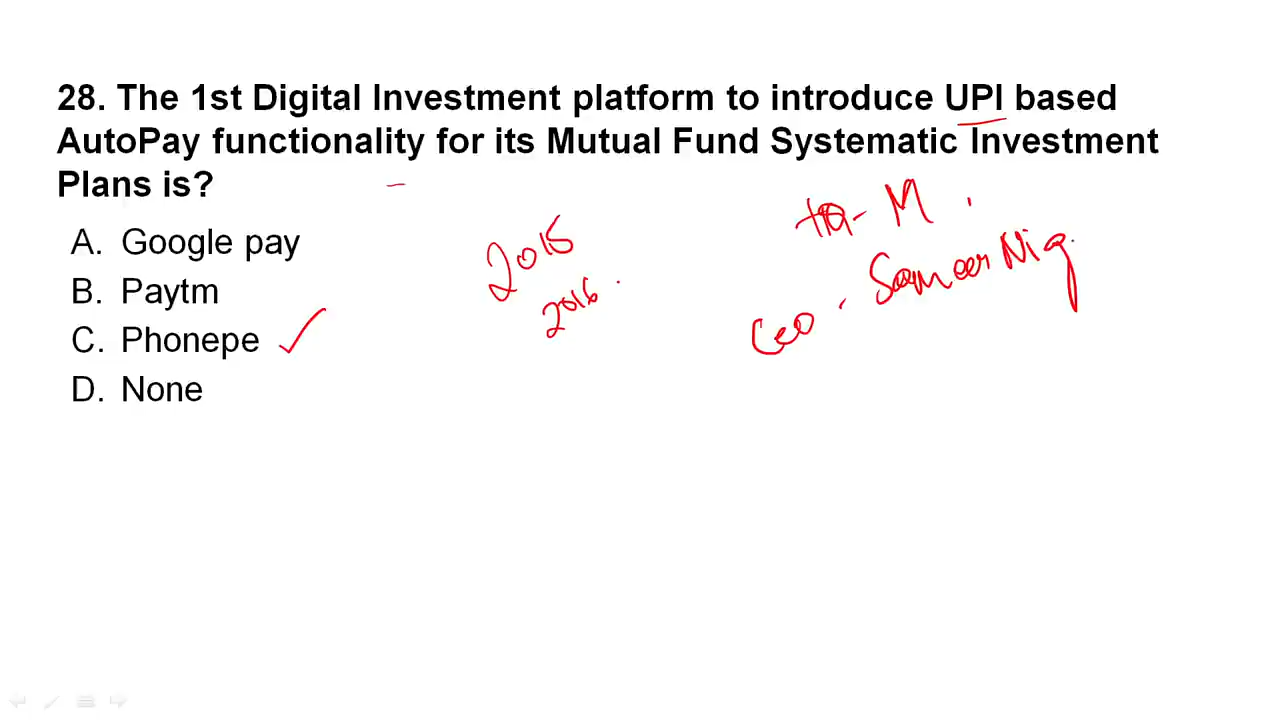 28. The 1st Digital Investment platform to introduce UPI based
AutoPay functionality for its Mutual Fund Systematic Investment
Plans is?
A. Google pay
B. Paytm
C. Phonepe
D. None
2015
2016
HQ- M
Ceo - Sameer Nig